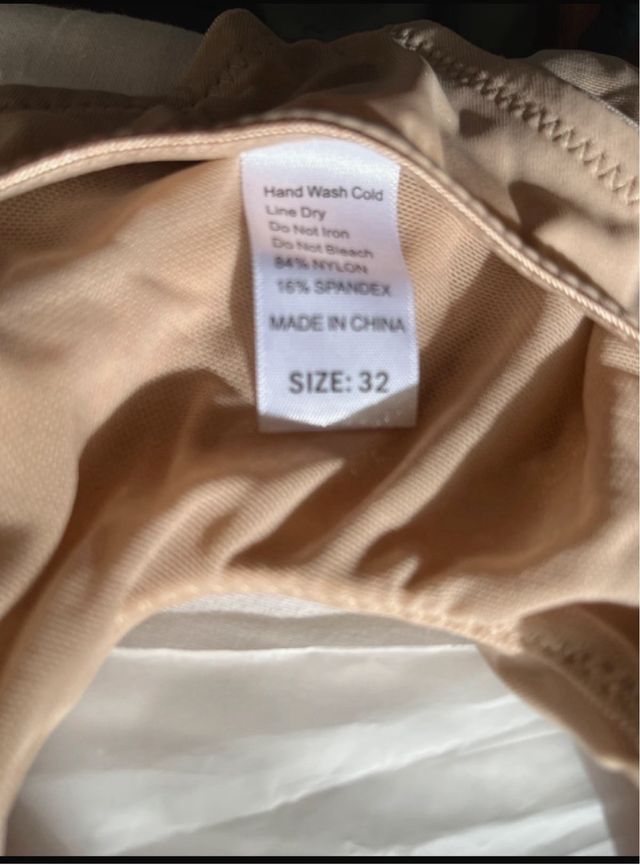 Hand Wash Cold
Line Dry
Do Not Iron
Do Not Bleach
84% NYLON
16% SPANDEX
MADE IN CHINA
SIZE: 32